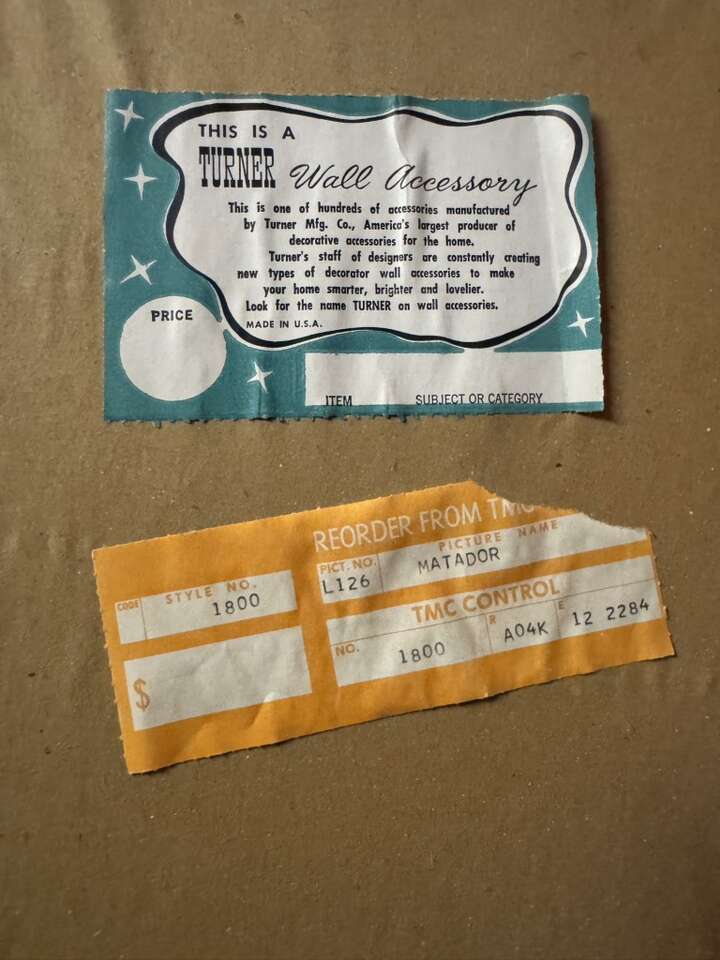 THIS IS A
TURNER Wall Accessory
This is one of hundreds of accessories manufactured
by Turner Mfg. Co., America's largest producer of
decorative accessories for the home.
Turner's staff of designers are constantly creating
new types of decorator wall accessories to make
your home smarter, brighter and lovelier.
Look for the name TURNER on wall accessories.
MADE IN U.S.A.
PRICE
ITEM SUBJECT OR CATEGORY
REORDER FROM TMC
PICT. NO. PICTURE NAME
L126 MATADOR
CODE STYLE NO.
1800
TMC CONTROL
NO. 1800 R A04K E 12 2284
$